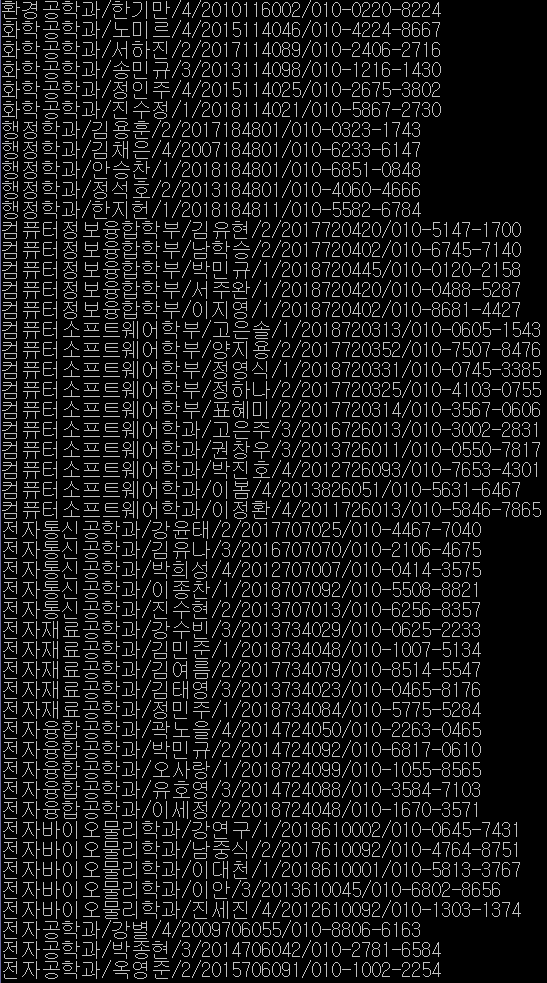 환경공학과/한기만/4/2010116002/010-0220-8224
화학공학과/노미르/4/2015114046/010-4224-8667
화학공학과/서하진/2/2017114089/010-2406-2716
화학공학과/송민규/3/2013114098/010-1216-1430
화학공학과/정인주/4/2015114025/010-2675-3802
화학공학과/진수정/1/2018114021/010-5867-2730
행정학과/김용훈/2/2017184801/010-0323-1743
행정학과/김채은/4/2007184801/010-6233-6147
행정학과/안승찬/1/2018184801/010-6851-0848
행정학과/정석호/2/2013184801/010-4060-4666
행정학과/한지현/1/2018184811/010-5582-6784
컴퓨터정보융합학부/김유현/2/2017720420/010-5147-1700
컴퓨터정보융합학부/남학승/2/2017720402/010-6745-7140
컴퓨터정보융합학부/박민규/1/2018720445/010-0120-2158
컴퓨터정보융합학부/서주완/1/2018720420/010-0488-5287
컴퓨터정보융합학부/이지영/1/2018720402/010-8681-4427
컴퓨터소프트웨어학부/고은솔/1/2018720313/010-0605-1543
컴퓨터소프트웨어학부/양지용/2/2017720352/010-7507-8476
컴퓨터소프트웨어학부/정영식/1/2018720331/010-0745-3385
컴퓨터소프트웨어학부/정하나/2/2017720325/010-4103-0755
컴퓨터소프트웨어학부/표혜미/2/2017720314/010-3567-0606
컴퓨터소프트웨어학과/고은주/3/2016726013/010-3002-2831
컴퓨터소프트웨어학과/권창우/3/2013726011/010-0550-7817
컴퓨터소프트웨어학과/박진호/4/2012726093/010-7653-4301
컴퓨터소프트웨어학과/이봄/4/2013826051/010-5631-6467
컴퓨터소프트웨어학과/이정환/4/2011726013/010-5846-7865
전자통신공학과/강윤태/2/2017707025/010-4467-7040
전자통신공학과/김유나/3/2016707070/010-2106-4675
전자통신공학과/박희성/4/2012707007/010-0414-3575
전자통신공학과/이종찬/1/2018707092/010-5508-8821
전자통신공학과/진수현/2/2013707013/010-6256-8357
전자재료공학과/강수빈/3/2013734029/010-0625-2233
전자재료공학과/김민준/1/2018734048/010-1007-5134
전자재료공학과/김여름/2/2017734079/010-8514-5547
전자재료공학과/김태영/3/2013734023/010-0465-8176
전자재료공학과/정민주/1/2018734084/010-5775-5284
전자융합공학과/곽노을/4/2014724050/010-2263-0465
전자융합공학과/박민규/2/2014724092/010-6817-0610
전자융합공학과/오사랑/1/2018724099/010-1055-8565
전자융합공학과/유호영/3/2014724088/010-3584-7103
전자융합공학과/이세정/2/2018724048/010-1670-3571
전자바이오물리학과/강연구/1/2018610002/010-0645-7431
전자바이오물리학과/남중식/2/2017610092/010-4764-8751
전자바이오물리학과/이대천/1/2018610001/010-5813-3767
전자바이오물리학과/이안/3/2013610045/010-6802-8656
전자바이오물리학과/진세진/4/2012610092/010-1303-1374
전자공학과/강별/4/2009706055/010-8806-6163
전자공학과/박종현/3/2014706042/010-2781-6584
전자공학과/옥영준/2/2015706091/010-1002-2254